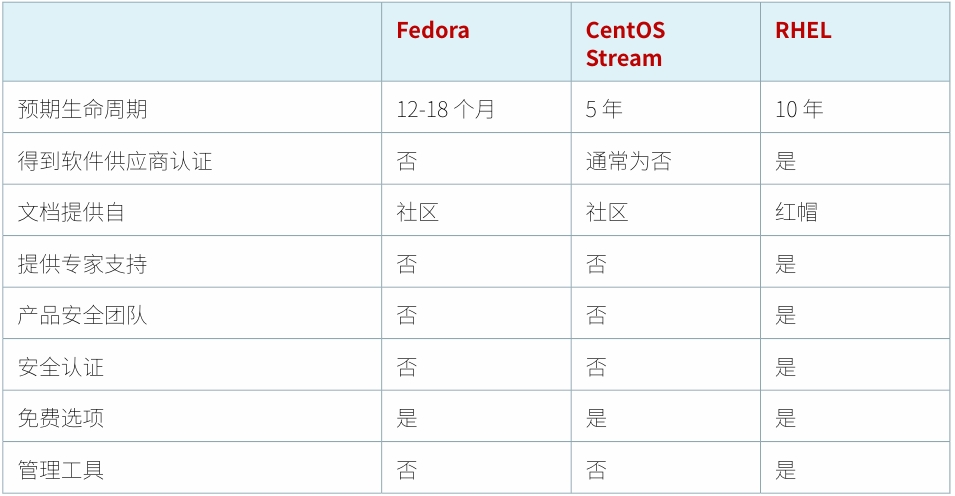 Fedora CentOS Stream RHEL
预期生命周期 12-18 个月 5 年 10 年
得到软件供应商认证 否 通常为否 是
文档提供自 社区 社区 红帽
提供专家支持 否 否 是
产品安全团队 否 否 是
安全认证 否 否 是
免费选项 是 是 是
管理工具 否 否 是